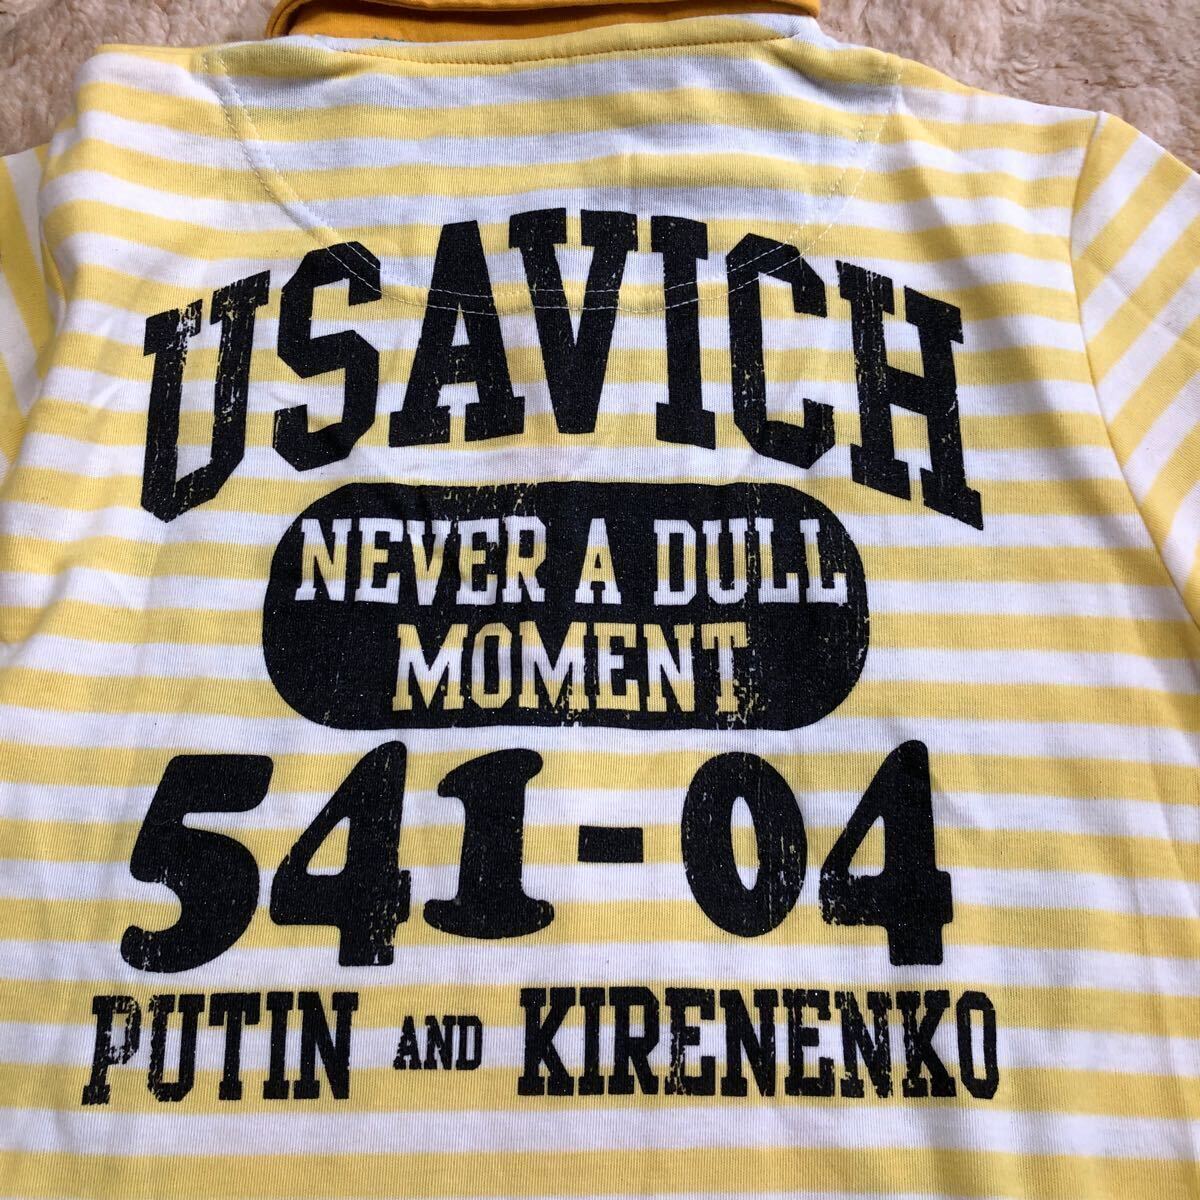 USAVICH
NEVER A DULL
MOMENT
541-04
PUTIN AND KIRENENKO